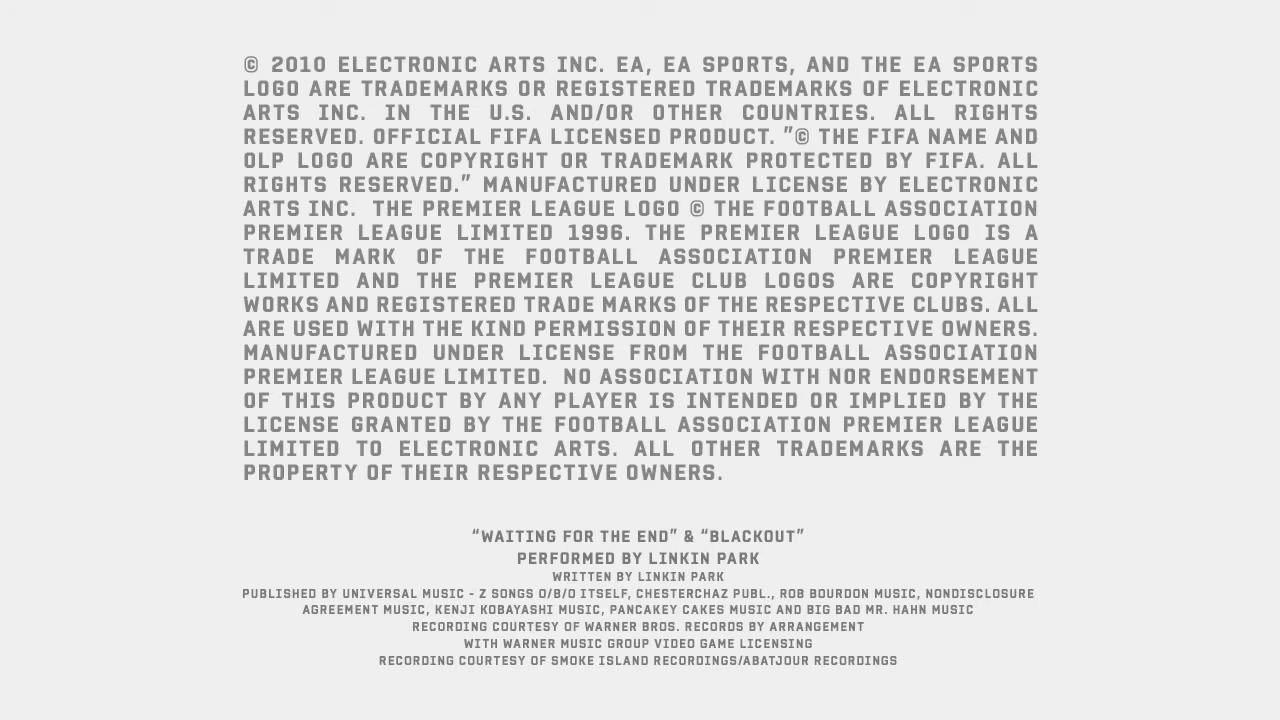 © 2010 ELECTRONIC ARTS INC. EA, EA SPORTS, AND THE EA SPORTS
LOGO ARE TRADEMARKS OR REGISTERED TRADEMARKS OF ELECTRONIC
ARTS INC. IN THE U.S. AND/OR OTHER COUNTRIES. ALL RIGHTS
RESERVED. OFFICIAL FIFA LICENSED PRODUCT. "© THE FIFA NAME AND
OLP LOGO ARE COPYRIGHT OR TRADEMARK PROTECTED BY FIFA. ALL
RIGHTS RESERVED." MANUFACTURED UNDER LICENSE BY ELECTRONIC
ARTS INC. THE PREMIER LEAGUE LOGO © THE FOOTBALL ASSOCIATION
PREMIER LEAGUE LIMITED 1996. THE PREMIER LEAGUE LOGO IS A
TRADE MARK OF THE FOOTBALL ASSOCIATION PREMIER LEAGUE
LIMITED AND THE PREMIER LEAGUE CLUB LOGOS ARE COPYRIGHT
WORKS AND REGISTERED TRADE MARKS OF THE RESPECTIVE CLUBS. ALL
ARE USED WITH THE KIND PERMISSION OF THEIR RESPECTIVE OWNERS.
MANUFACTURED UNDER LICENSE FROM THE FOOTBALL ASSOCIATION
PREMIER LEAGUE LIMITED. NO ASSOCIATION WITH NOR ENDORSEMENT
OF THIS PRODUCT BY ANY PLAYER IS INTENDED OR IMPLIED BY THE
LICENSE GRANTED BY THE FOOTBALL ASSOCIATION PREMIER LEAGUE
LIMITED TO ELECTRONIC ARTS. ALL OTHER TRADEMARKS ARE THE
PROPERTY OF THEIR RESPECTIVE OWNERS.
“WAITING FOR THE END” & “BLACKOUT”
PERFORMED BY LINKIN PARK
WRITTEN BY LINKIN PARK
PUBLISHED BY UNIVERSAL MUSIC - Z SONGS O/B/O ITSELF, CHESTERCHAZ PUBL., ROB BOURDON MUSIC, NONDISCLOSURE
AGREEMENT MUSIC, KENJI KOBAYASHI MUSIC, PANCAKEY CAKES MUSIC AND BIG BAD MR. HAHN MUSIC
RECORDING COURTESY OF WARNER BROS. RECORDS BY ARRANGEMENT
WITH WARNER MUSIC GROUP VIDEO GAME LICENSING
RECORDING COURTESY OF SMOKE ISLAND RECORDINGS/ABATJOUR RECORDINGS